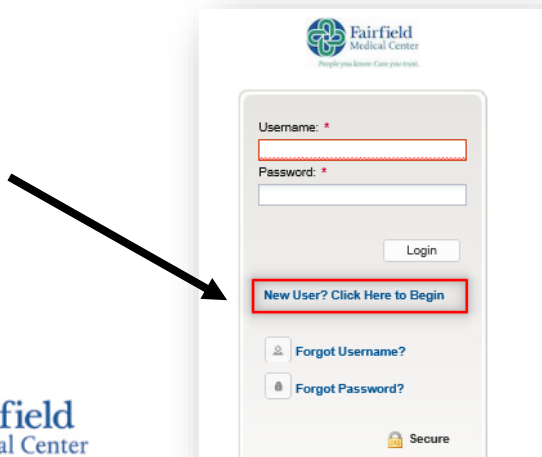 Fairfield
Medical Center
People you know. Care you trust.
Username: *
Password: *
Login
New User? Click Here to Begin
Forgot Username?
Forgot Password?
Secure
field
al Center